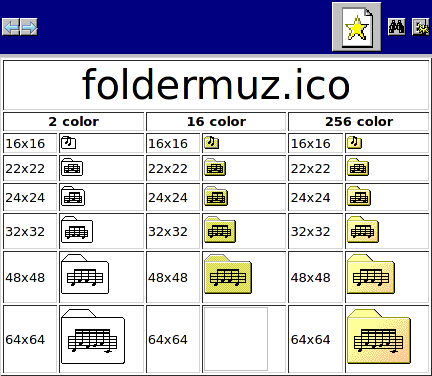 foldermuz.ico
2 color 16 color 256 color
16x16 16x16 16x16
22x22 22x22 22x22
24x24 24x24 24x24
32x32 32x32 32x32
48x48 48x48 48x48
64x64 64x64 64x64